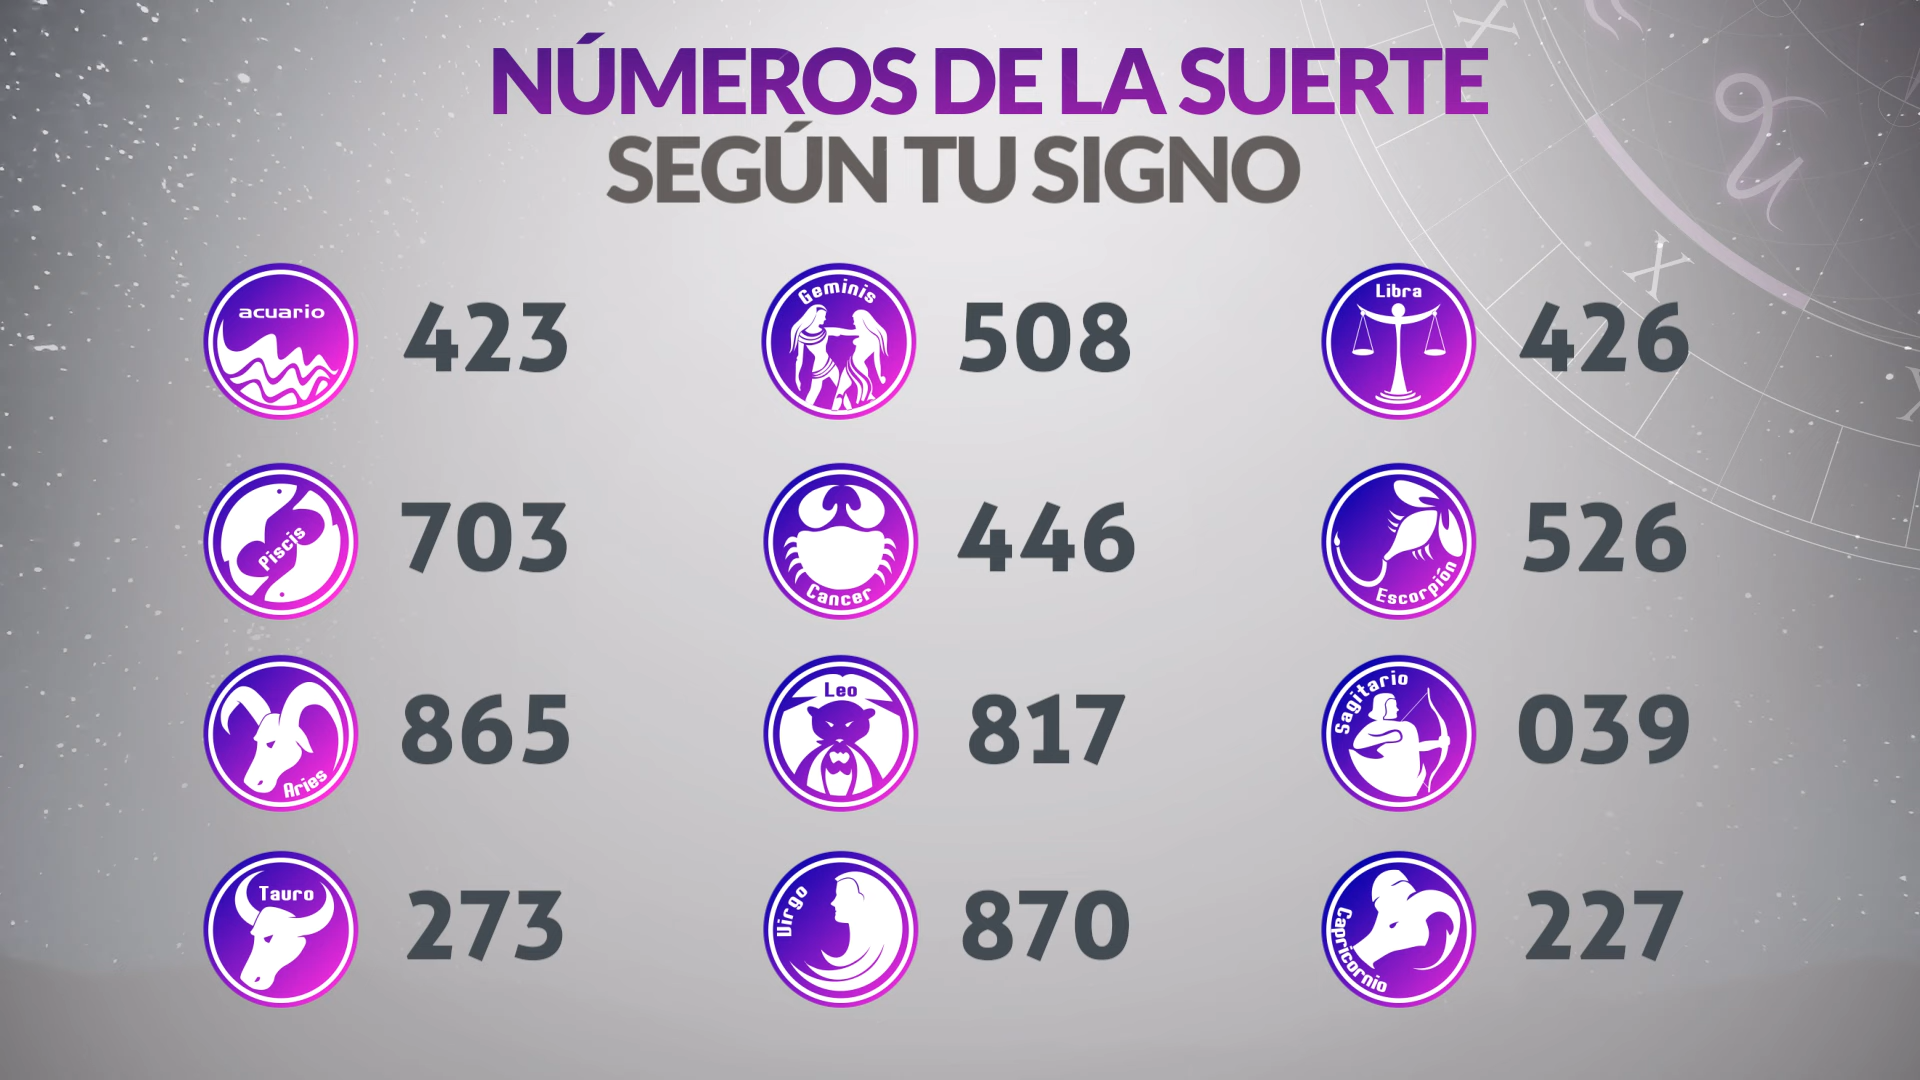 NÚMEROS DE LA SUERTE
SEGÚN TU SIGNO
acuario 423
Geminis 508
Libra 426
Piscis 703
Cancer 446
Escorpión 526
Aries 865
Leo 817
Sagitario 039
Tauro 273
Virgo 870
Capricornio 227